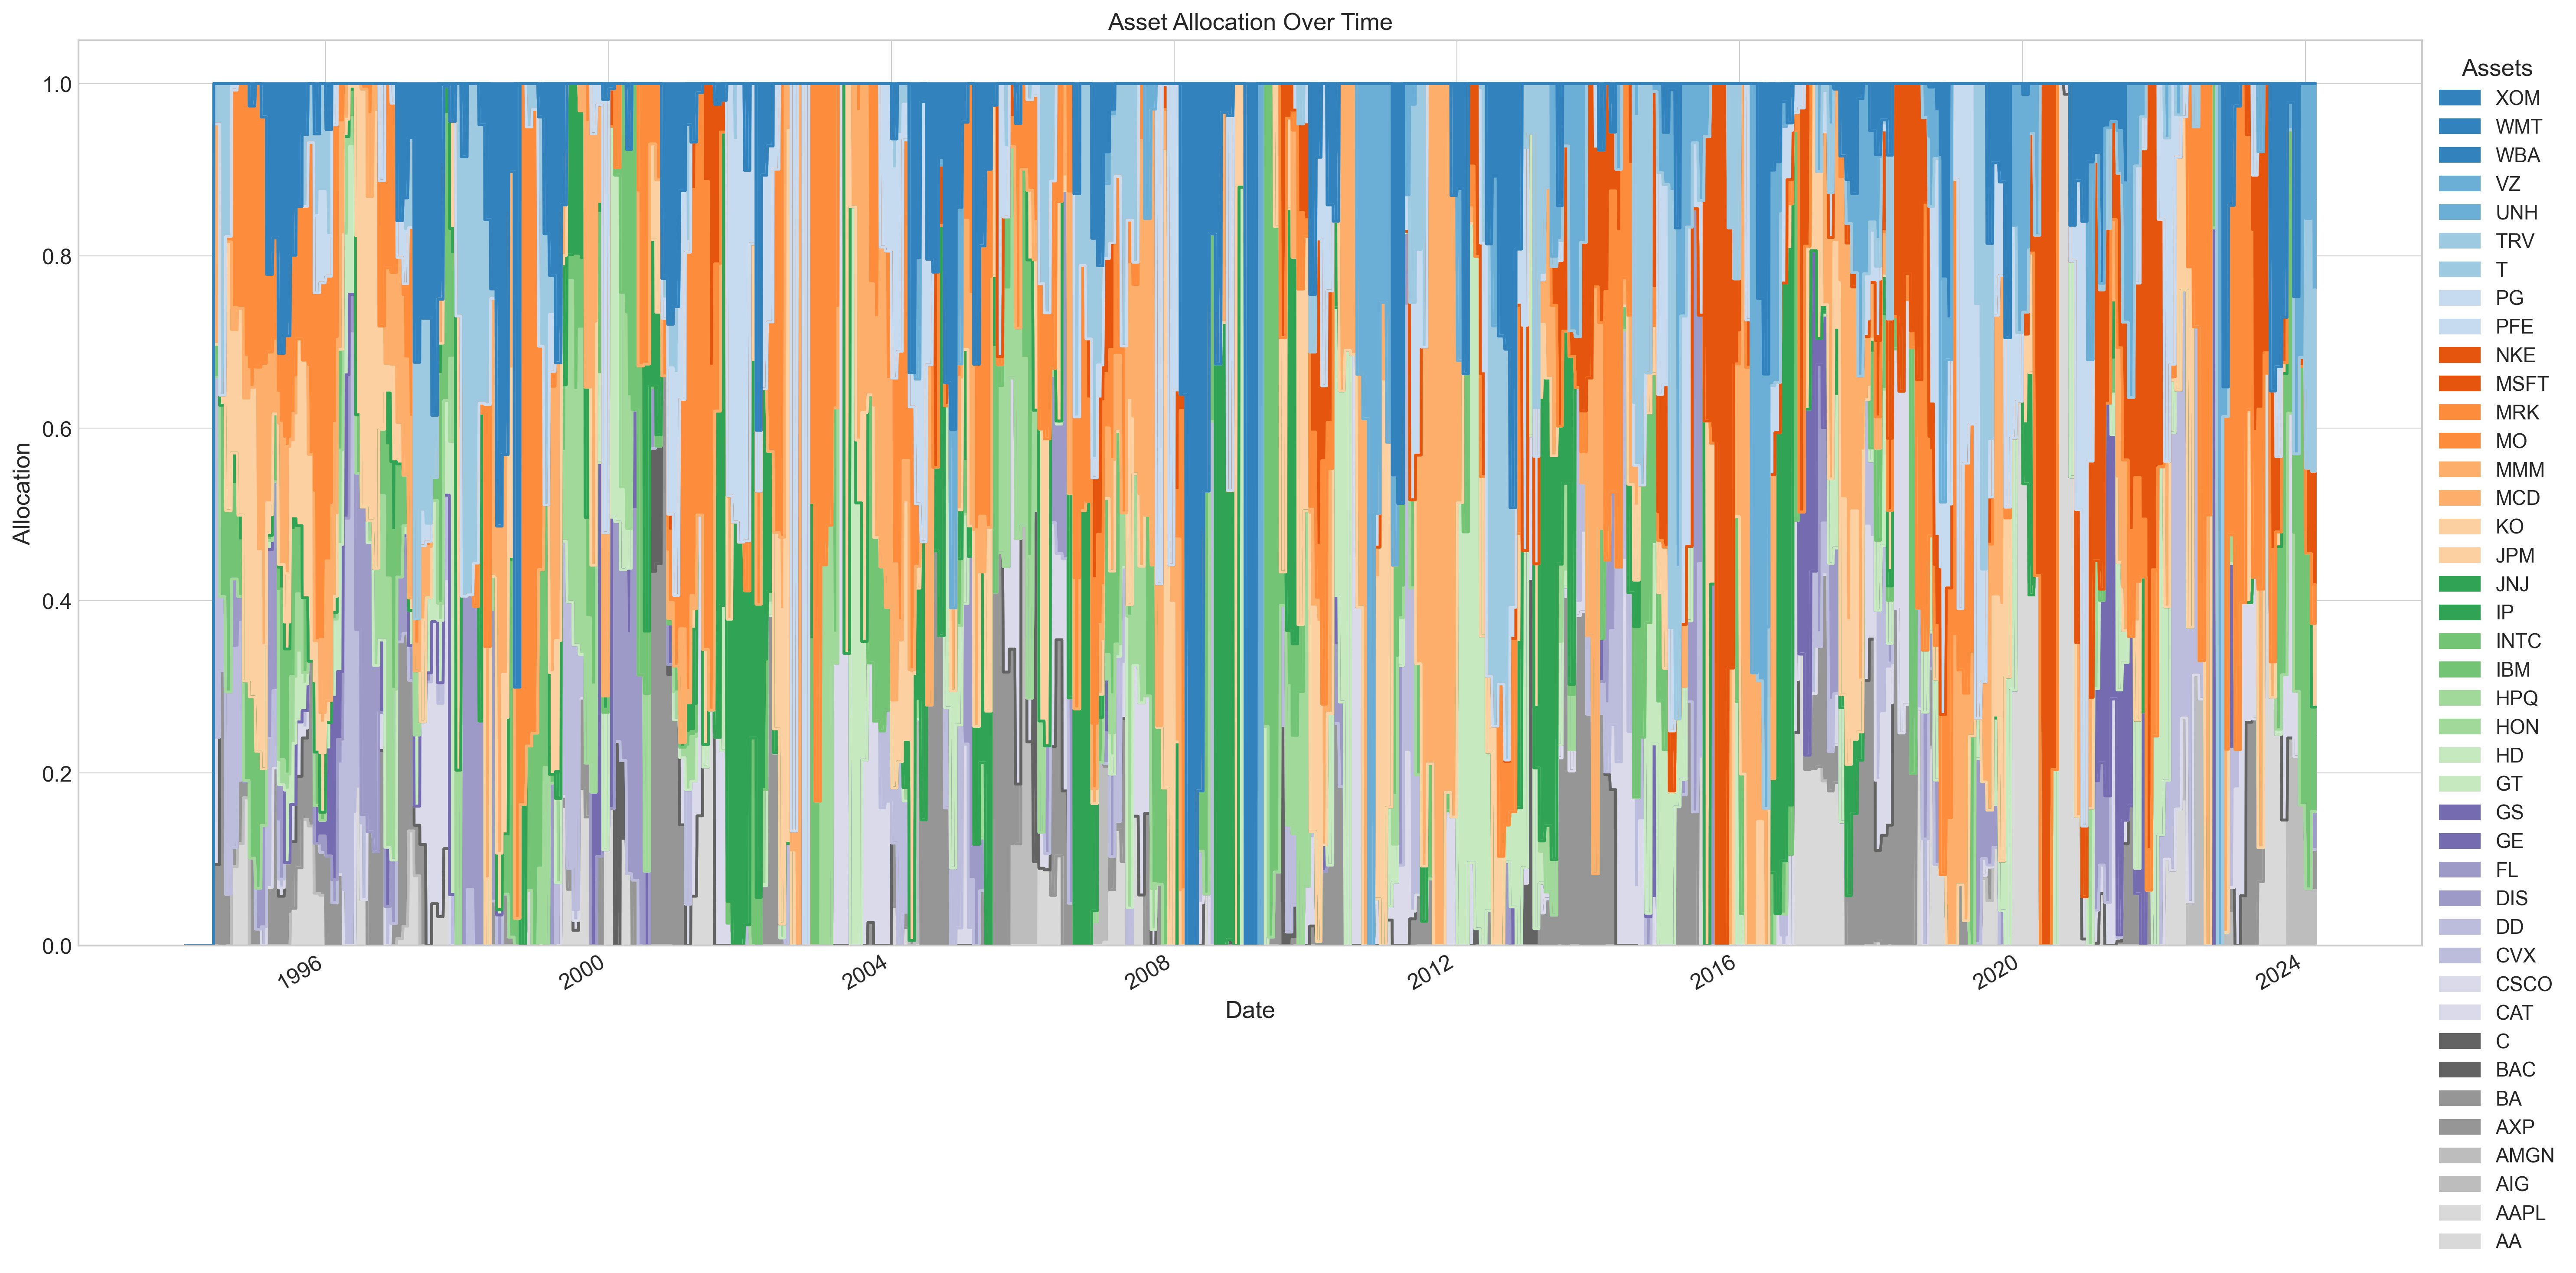 Asset Allocation Over Time
Allocation
1.0
0.8
0.6
0.4
0.2
0.0
1996
2000
2004
2008
2012
2016
2020
2024
Date
Assets
XOM
WMT
WBA
VZ
UNH
TRV
T
PG
PFE
NKE
MSFT
MRK
MO
MMM
MCD
KO
JPM
JNJ
IP
INTC
IBM
HPQ
HON
HD
GT
GS
GE
FL
DIS
DD
CVX
CSCO
CAT
C
BAC
BA
AXP
AMGN
AIG
AAPL
AA